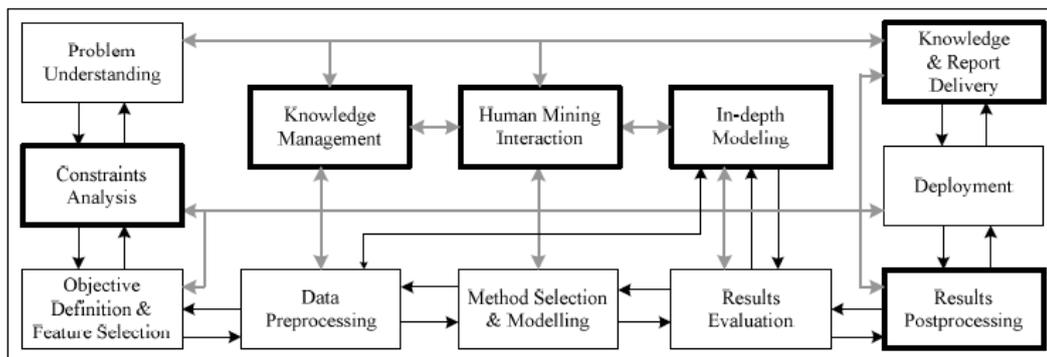 Problem
Understanding
Knowledge
& Report
Delivery
Knowledge
Management
Human Mining
Interaction
In-depth
Modeling
Constraints
Analysis
Deployment
Objective
Definition &
Feature Selection
Data
Preprocessing
Method Selection
& Modelling
Results
Evaluation
Results
Postprocessing